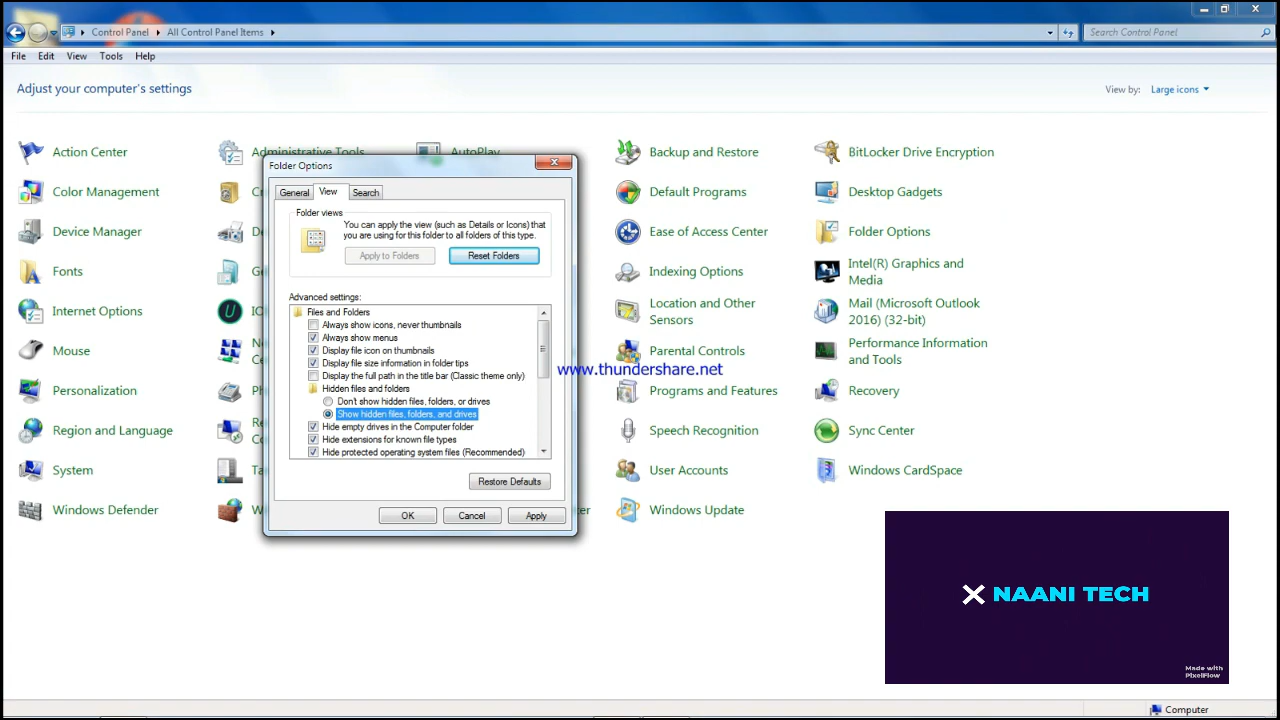 Control Panel
All Control Panel Items
Search Control Panel
File
Edit
View
Tools
Help
Adjust your computer's settings
View by:
Large icons
Action Center
Administrative Tools
AutoPlay
Backup and Restore
BitLocker Drive Encryption
Color Management
Default Programs
Desktop Gadgets
Device Manager
Ease of Access Center
Folder Options
Fonts
Indexing Options
Intel(R) Graphics and
Media
Internet Options
Location and Other
Sensors
Mail (Microsoft Outlook
2016) (32-bit)
Mouse
Parental Controls
Performance Information
and Tools
Personalization
Programs and Features
Recovery
Region and Language
Speech Recognition
Sync Center
System
User Accounts
Windows CardSpace
Windows Defender
Windows Update
Folder Options
General
View
Search
Folder views
You can apply the view (such as Details or Icons) that
you are using for this folder to all folders of this type.
Apply to Folders
Reset Folders
Advanced settings:
Files and Folders
Always show icons, never thumbnails
Always show menus
Display file icon on thumbnails
Display file size information in folder tips
Display the full path in the title bar (Classic theme only)
Hidden files and folders
Don't show hidden files, folders, or drives
Show hidden files, folders, and drives
Hide empty drives in the Computer folder
Hide extensions for known file types
Hide protected operating system files (Recommended)
Restore Defaults
OK
Cancel
Apply
www.thundershare.net
NAANI TECH
Made with
PixelFlow
Computer